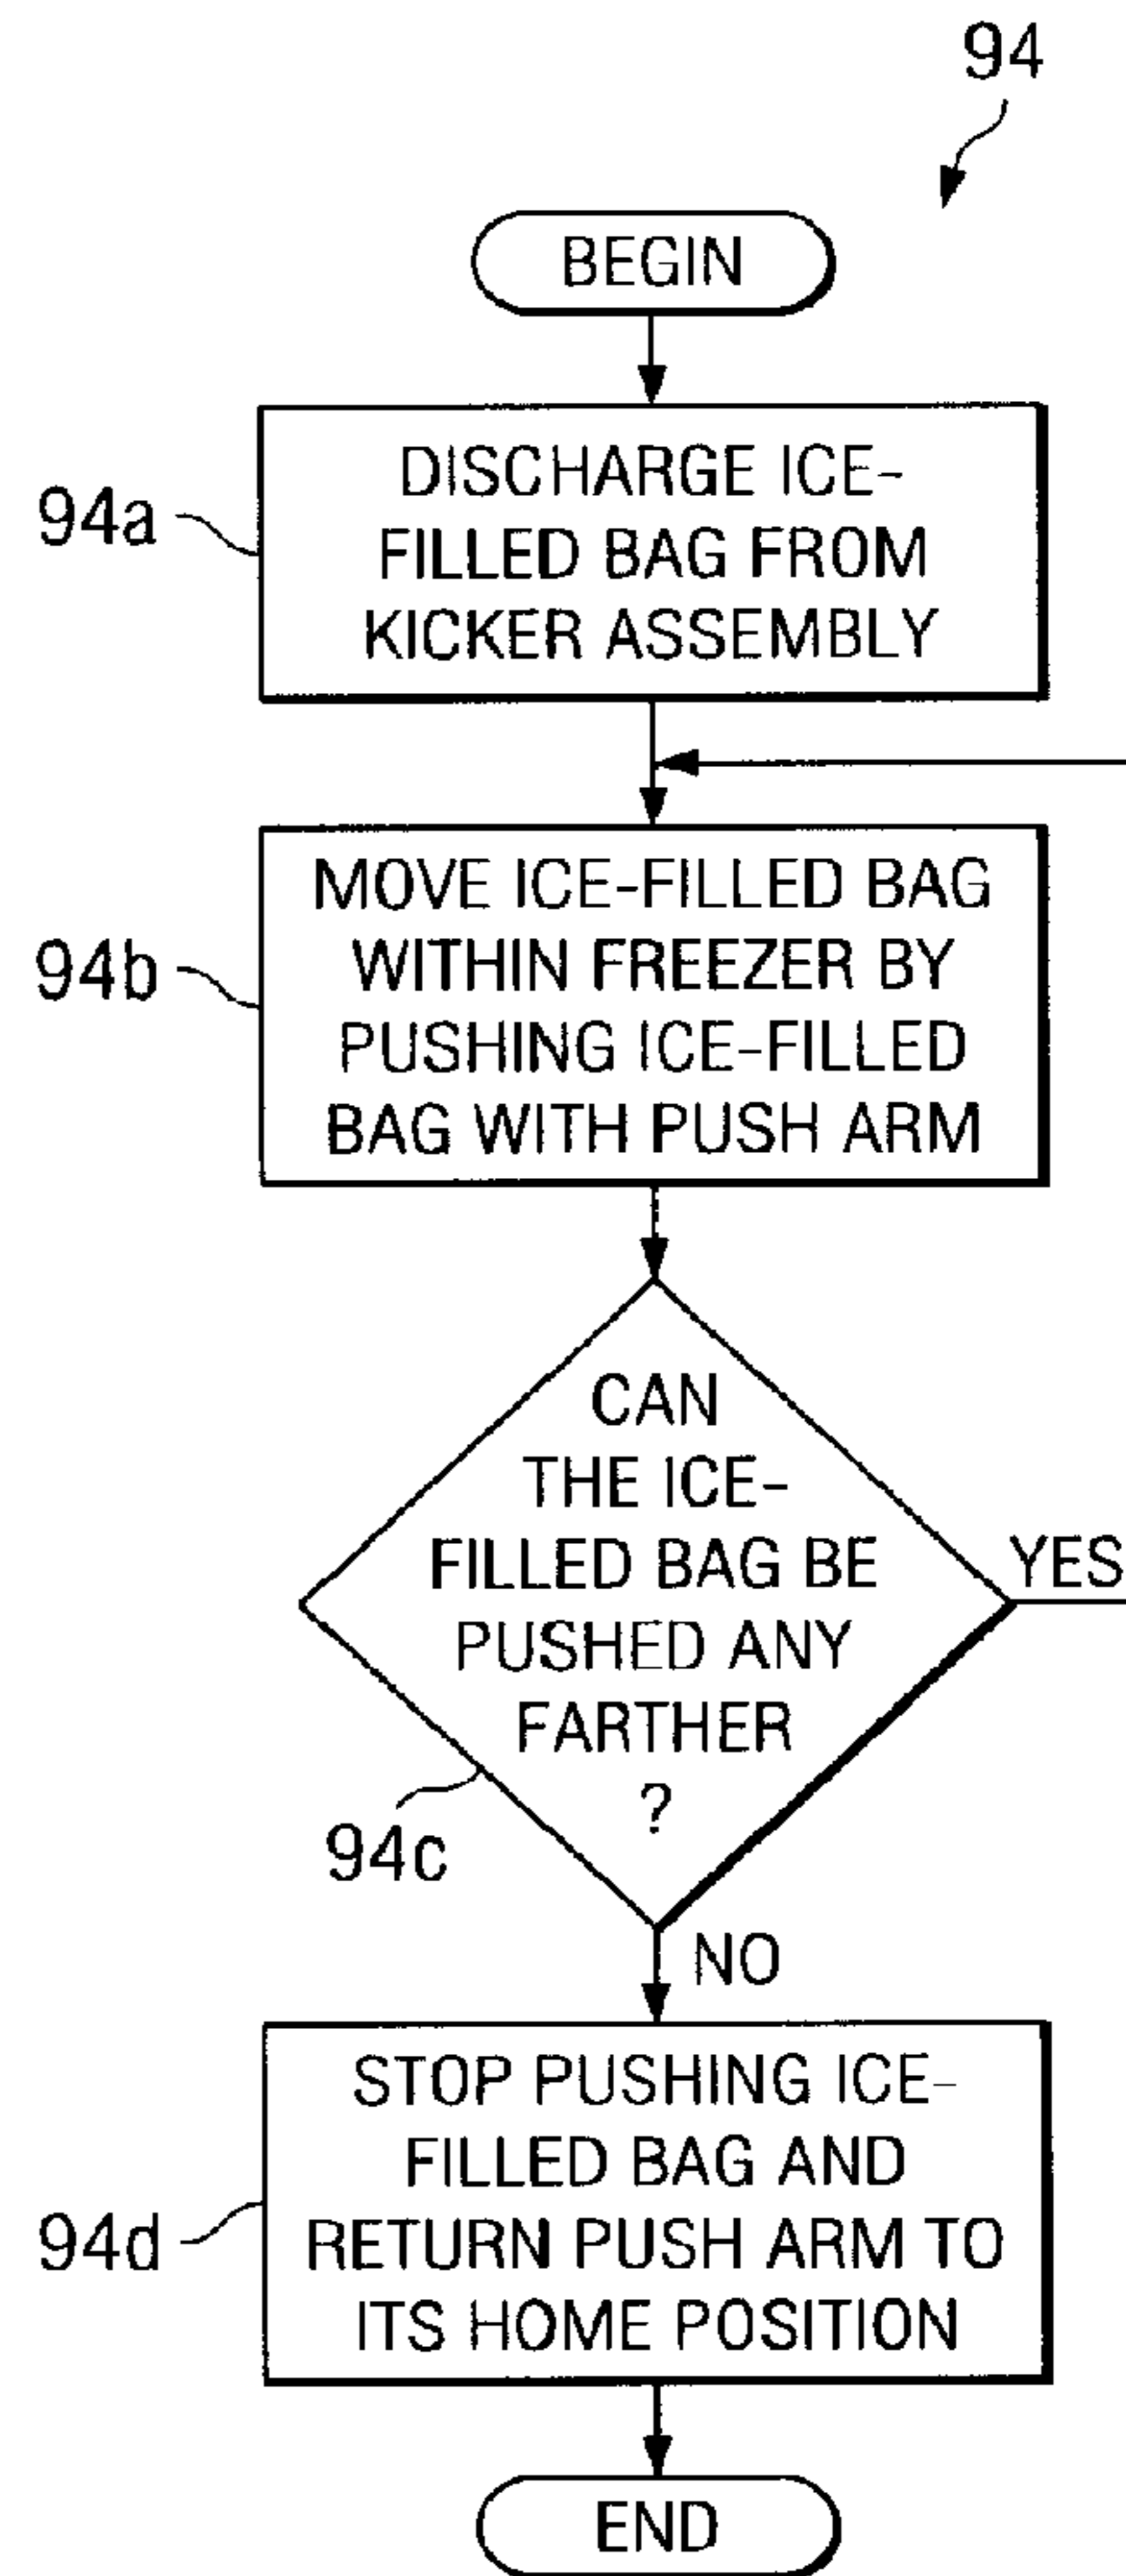 94
BEGIN
94a
DISCHARGE ICE-
FILLED BAG FROM
KICKER ASSEMBLY
94b
MOVE ICE-FILLED BAG
WITHIN FREEZER BY
PUSHING ICE-FILLED
BAG WITH PUSH ARM
CAN
THE ICE-
FILLED BAG BE
PUSHED ANY
FARTHER
?
YES
94c
NO
94d
STOP PUSHING ICE-
FILLED BAG AND
RETURN PUSH ARM TO
ITS HOME POSITION
END